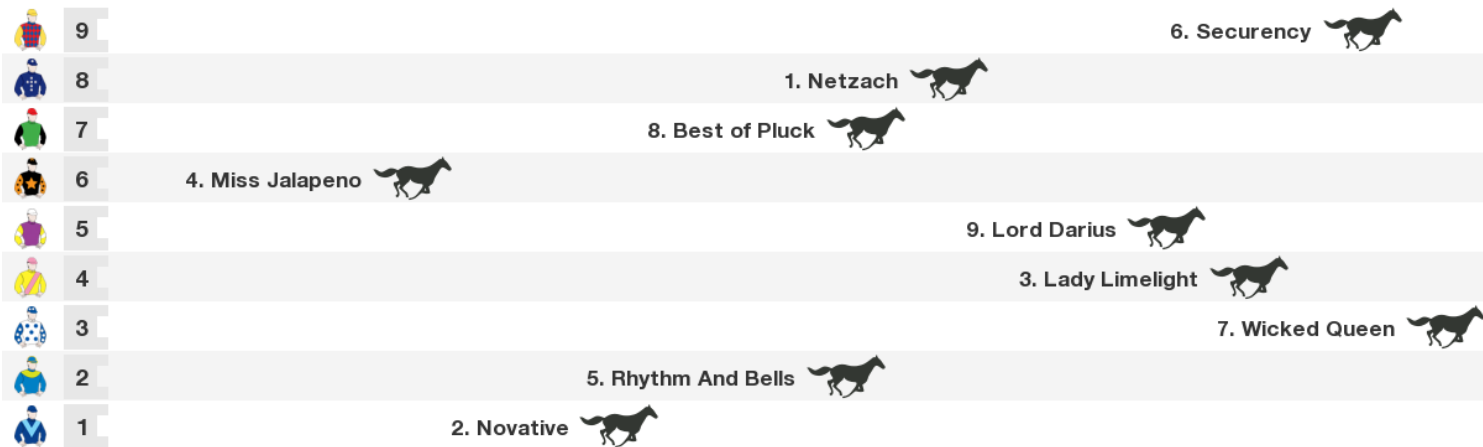 9 6. Securency
8 1. Netzach
7 8. Best of Pluck
6 4. Miss Jalapeno
5 9. Lord Darius
4 3. Lady Limelight
3 7. Wicked Queen
2 5. Rhythm And Bells
1 2. Novative